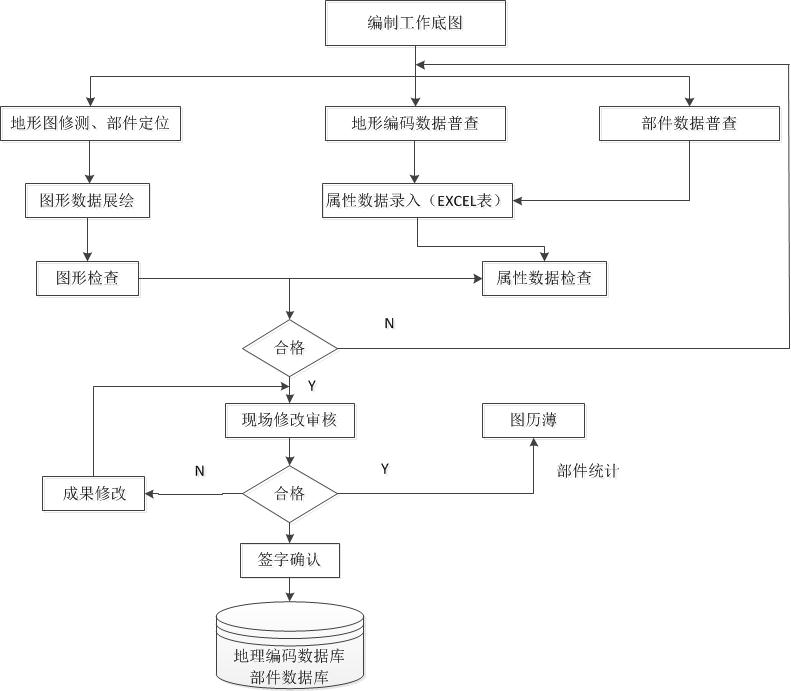 编制工作底图
地形图修测、部件定位
地形编码数据普查
部件数据普查
图形数据展绘
属性数据录入（EXCEL表）
图形检查
属性数据检查
N
合格
Y
现场修改审核
图历薄
N
Y
部件统计
成果修改
合格
签字确认
地理编码数据库
部件数据库